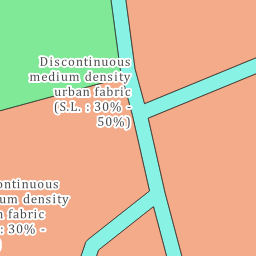 Discontinuous
medium density
urban fabric
(S.L. : 30% -
50%)
ontinuous
um density
n fabric
: 30% -
)